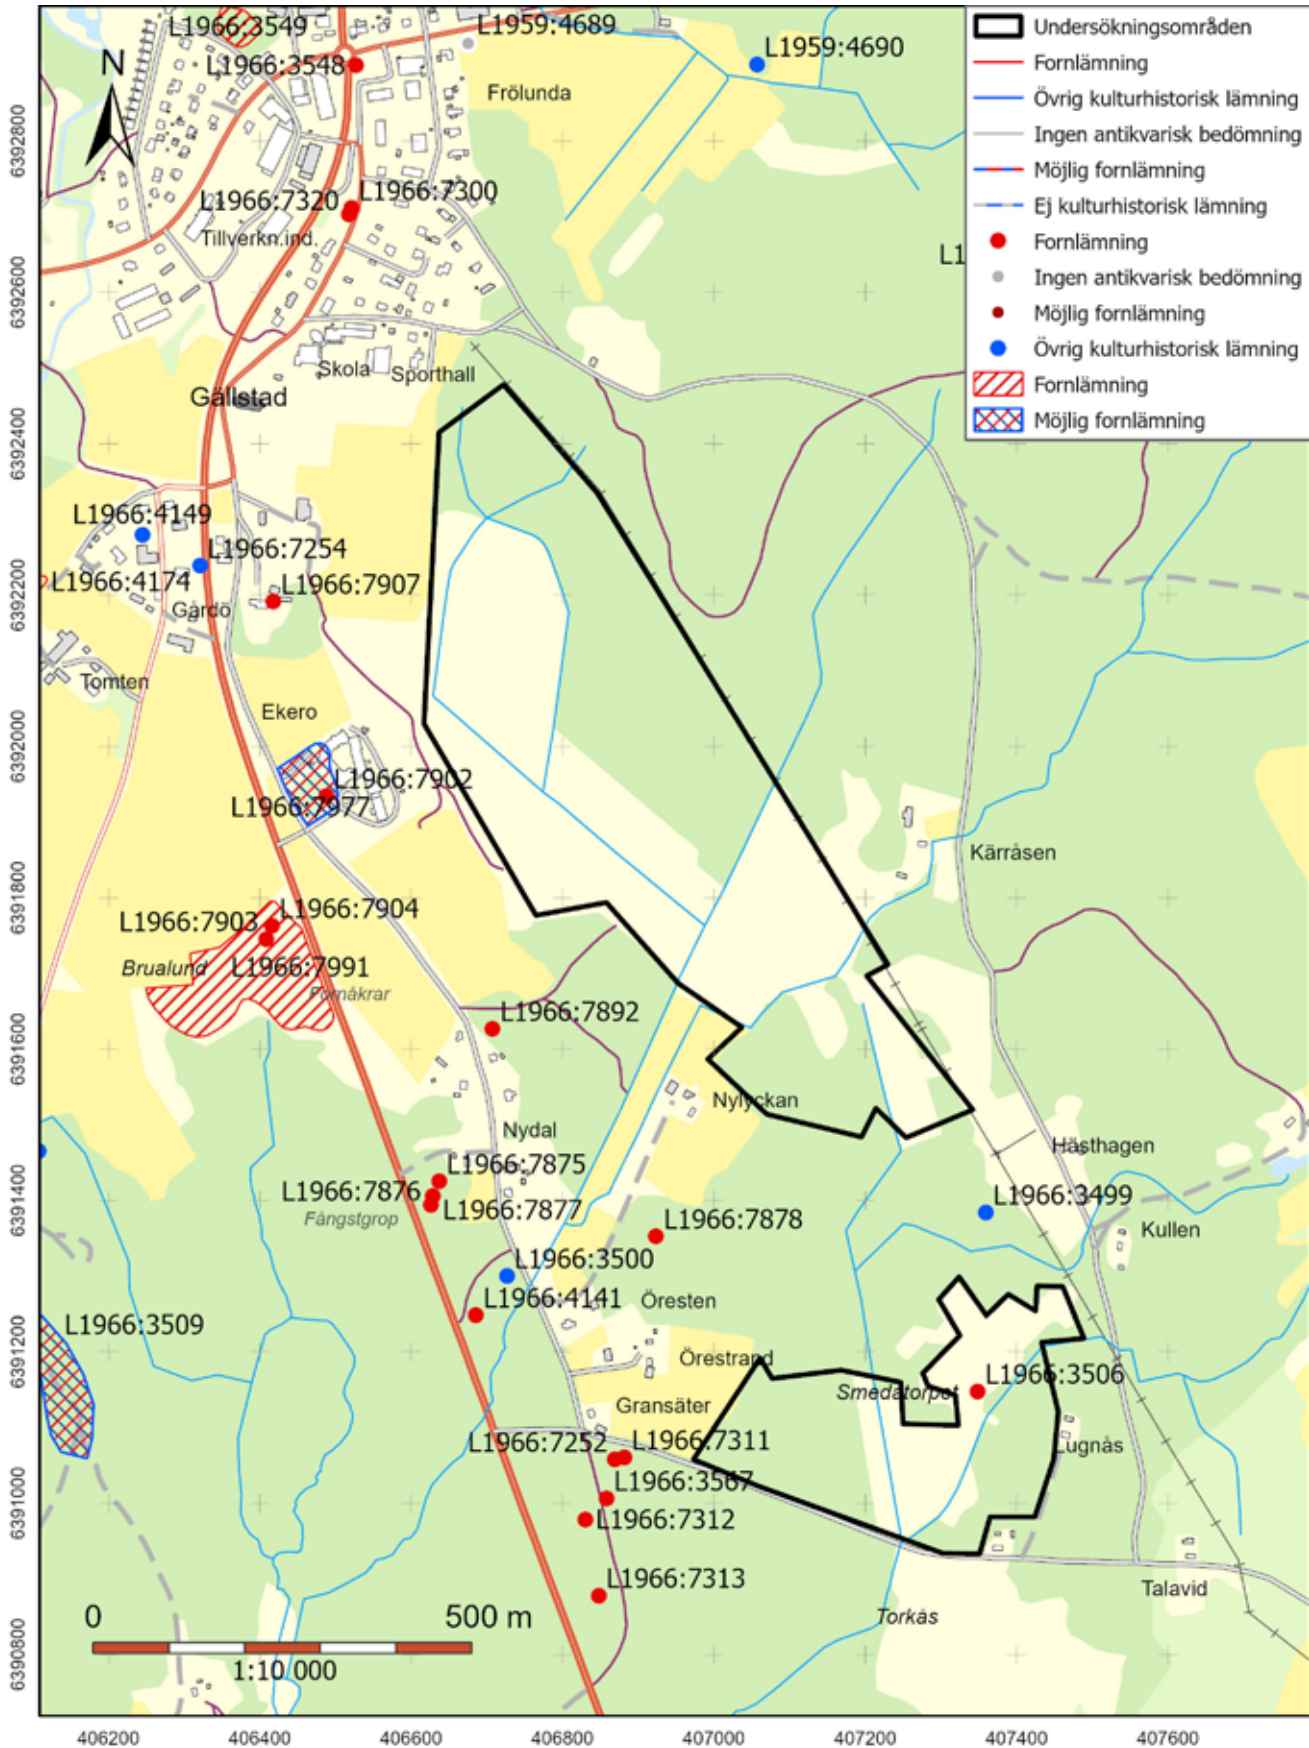 L1966:3549
L1959:4689
N
L1966:3548
L1959:4690
Frölunda
Undersökningsområden
Fornlämning
Övrig kulturhistorisk lämning
Ingen antikvarisk bedömning
Möjlig fornlämning
Ej kulturhistorisk lämning
Fornlämning
Ingen antikvarisk bedömning
Möjlig fornlämning
Övrig kulturhistorisk lämning
Fornlämning
Möjlig fornlämning
L1966:7300
L1966:7320
Tillverkn.ind.
L1
Skola
Sporthall
Gällstad
L1966:4149
L1966:7254
L1966:4174
L1966:7907
Gårdö
Tomten
Ekero
L1966:7902
L1966:7977
Kärråsen
L1966:7904
L1966:7903
Brualund
L1966:7991
Fornåkrar
L1966:7892
Nylyckan
Nydal
Hästhagen
L1966:7875
L1966:7876
L1966:7877
Fångstgrop
L1966:3499
L1966:7878
Kullen
L1966:3500
L1966:4141
Öresten
L1966:3509
Örestrand
L1966:3506
Smedatorpet
Gransäter
L1966:7252
L1966:7311
Lugnås
L1966:3567
L1966:7312
L1966:7313
Talavid
Torkås
0
500 m
1:10 000
6392800
6392600
6392400
6392200
6392000
6391800
6391600
6391400
6391200
6391000
6390800
406200
406400
406600
406800
407000
407200
407400
407600